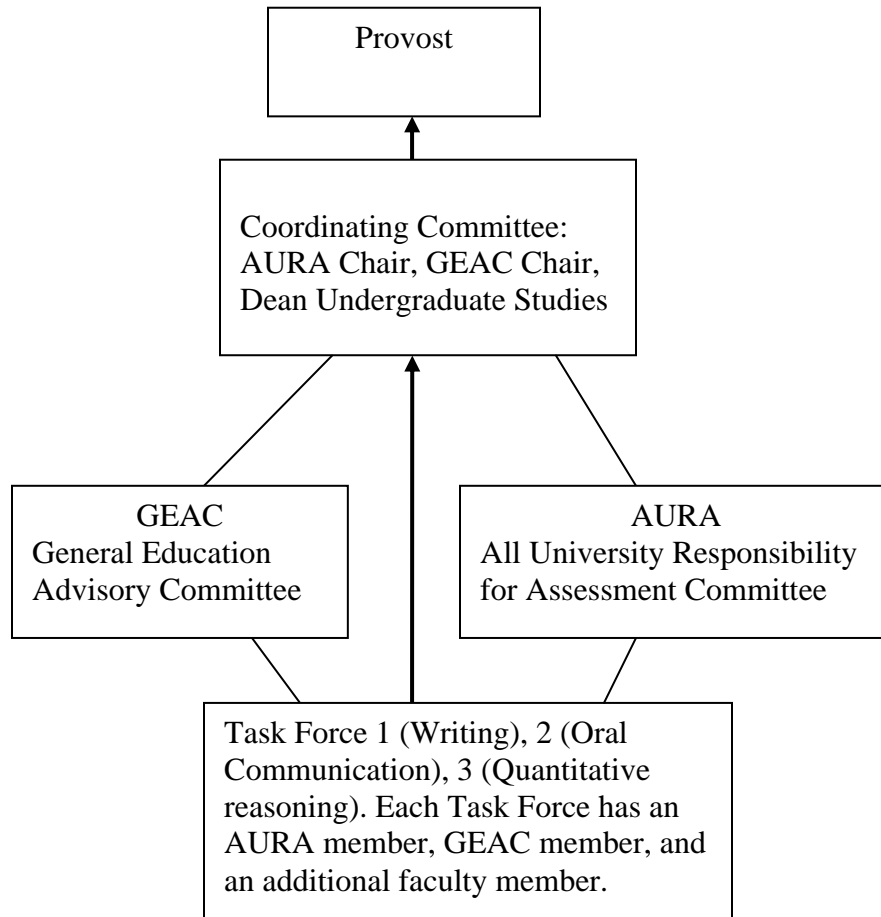 Provost
Coordinating Committee:
AURA Chair, GEAC Chair,
Dean Undergraduate Studies
GEAC
General Education
Advisory Committee
AURA
All University Responsibility
for Assessment Committee
Task Force 1 (Writing), 2 (Oral
Communication), 3 (Quantitative
reasoning). Each Task Force has an
AURA member, GEAC member, and
an additional faculty member.